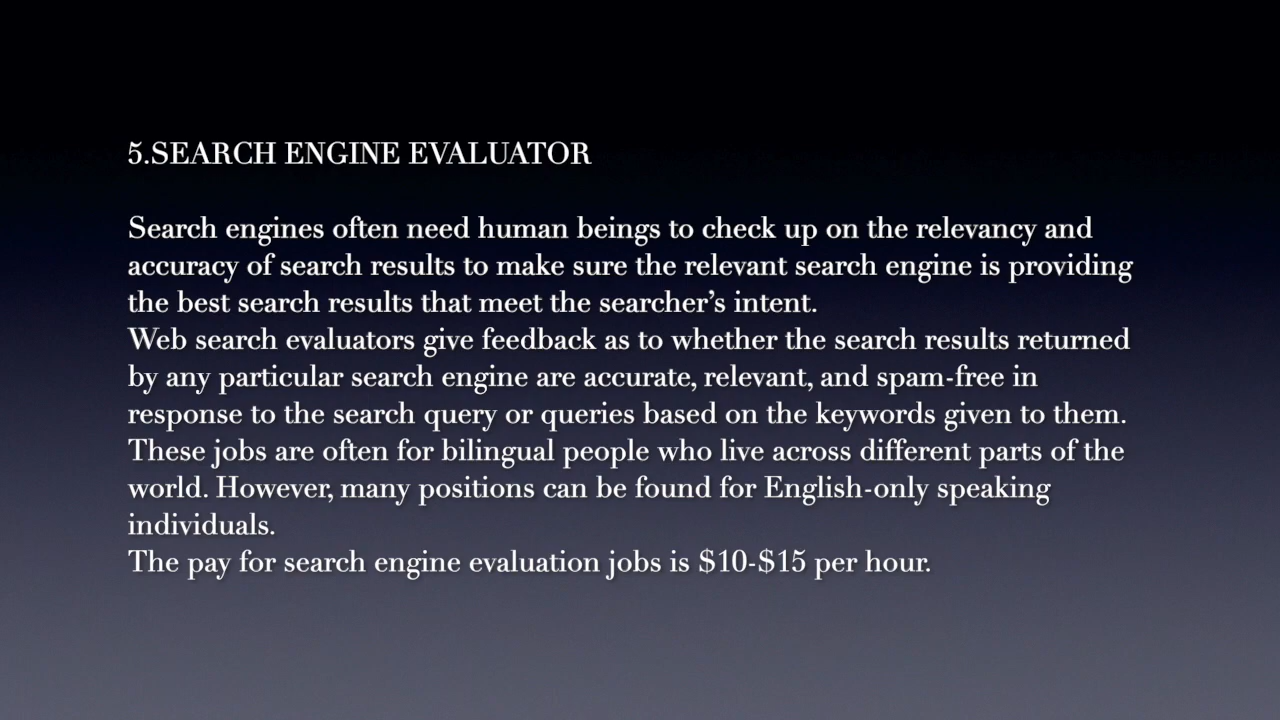 5.SEARCH ENGINE EVALUATOR
Search engines often need human beings to check up on the relevancy and
accuracy of search results to make sure the relevant search engine is providing
the best search results that meet the searcher’s intent.
Web search evaluators give feedback as to whether the search results returned
by any particular search engine are accurate, relevant, and spam-free in
response to the search query or queries based on the keywords given to them.
These jobs are often for bilingual people who live across different parts of the
world. However, many positions can be found for English-only speaking
individuals.
The pay for search engine evaluation jobs is $10-$15 per hour.